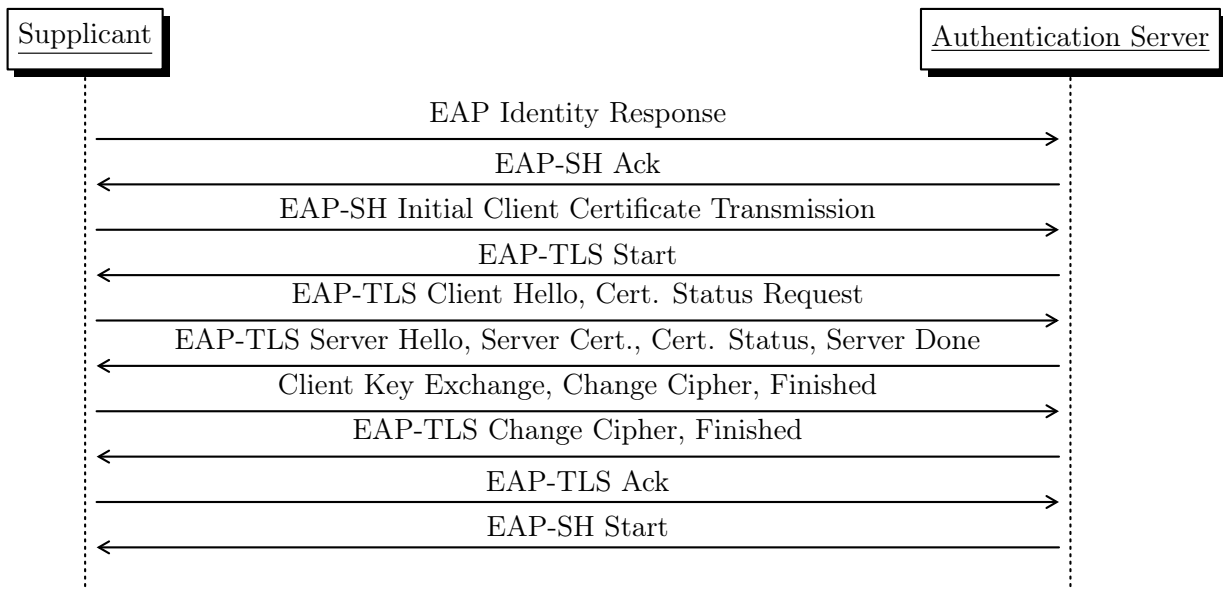 Supplicant
Authentication Server
EAP Identity Response
EAP-SH Ack
EAP-SH Initial Client Certificate Transmission
EAP-TLS Start
EAP-TLS Client Hello, Cert. Status Request
EAP-TLS Server Hello, Server Cert., Cert. Status, Server Done
Client Key Exchange, Change Cipher, Finished
EAP-TLS Change Cipher, Finished
EAP-TLS Ack
EAP-SH Start